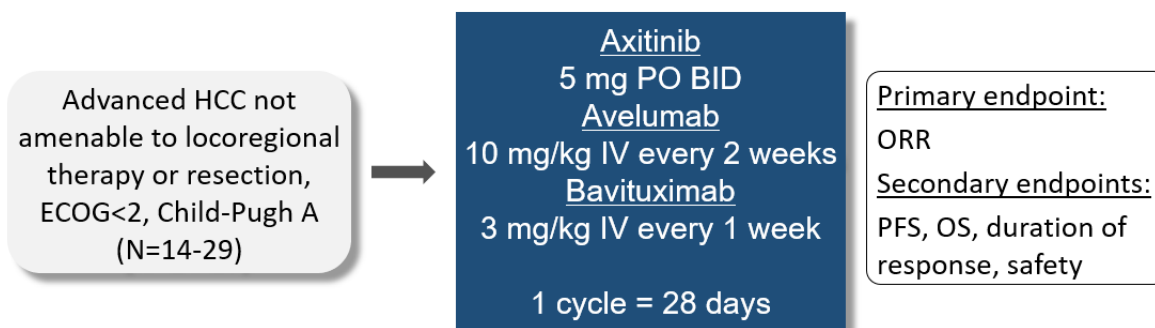 Advanced HCC not
amenable to locoregional
therapy or resection,
ECOG<2, Child-Pugh A
(N=14-29)
Axitinib
5 mg PO BID
Avelumab
10 mg/kg IV every 2 weeks
Bavituximab
3 mg/kg IV every 1 week
1 cycle = 28 days
Primary endpoint:
ORR
Secondary endpoints:
PFS, OS, duration of
response, safety